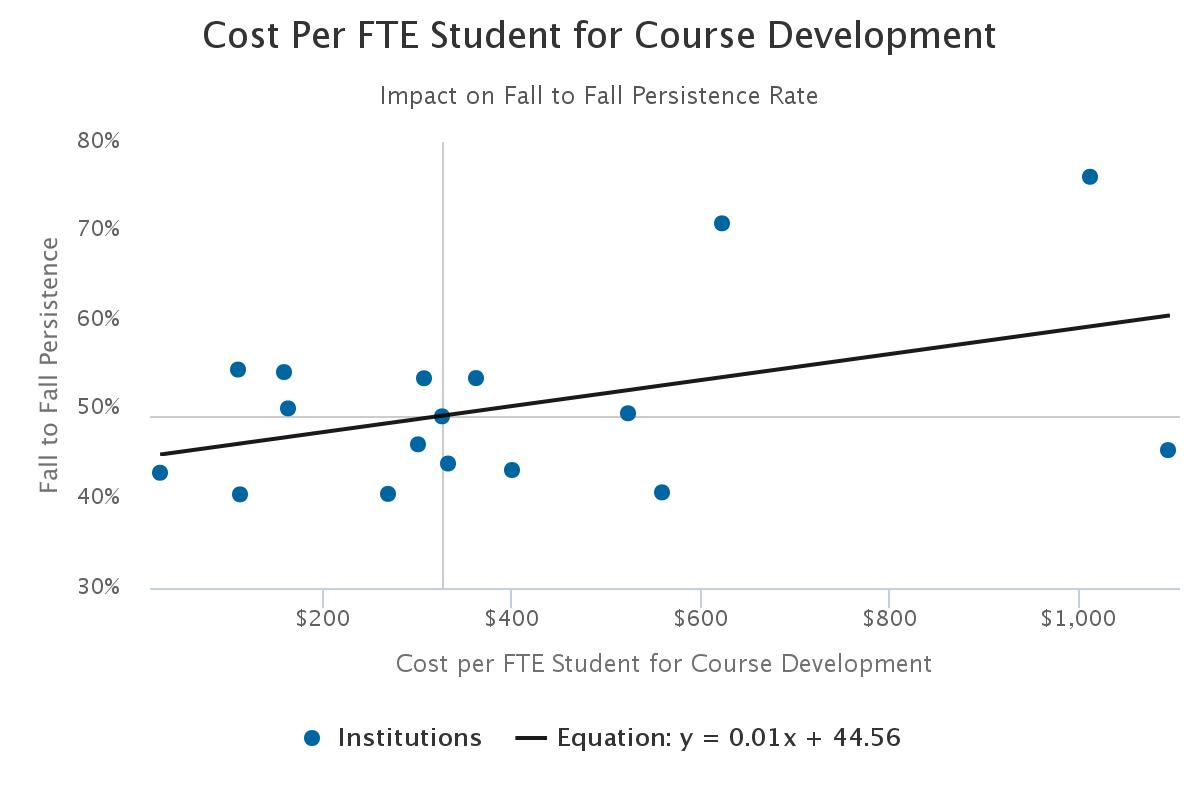 Cost Per FTE Student for Course Development
Impact on Fall to Fall Persistence Rate
Fall to Fall Persistence
80%
70%
60%
50%
40%
30%
$200 $400 $600 $800 $1,000
Cost per FTE Student for Course Development
Institutions Equation: y = 0.01x + 44.56